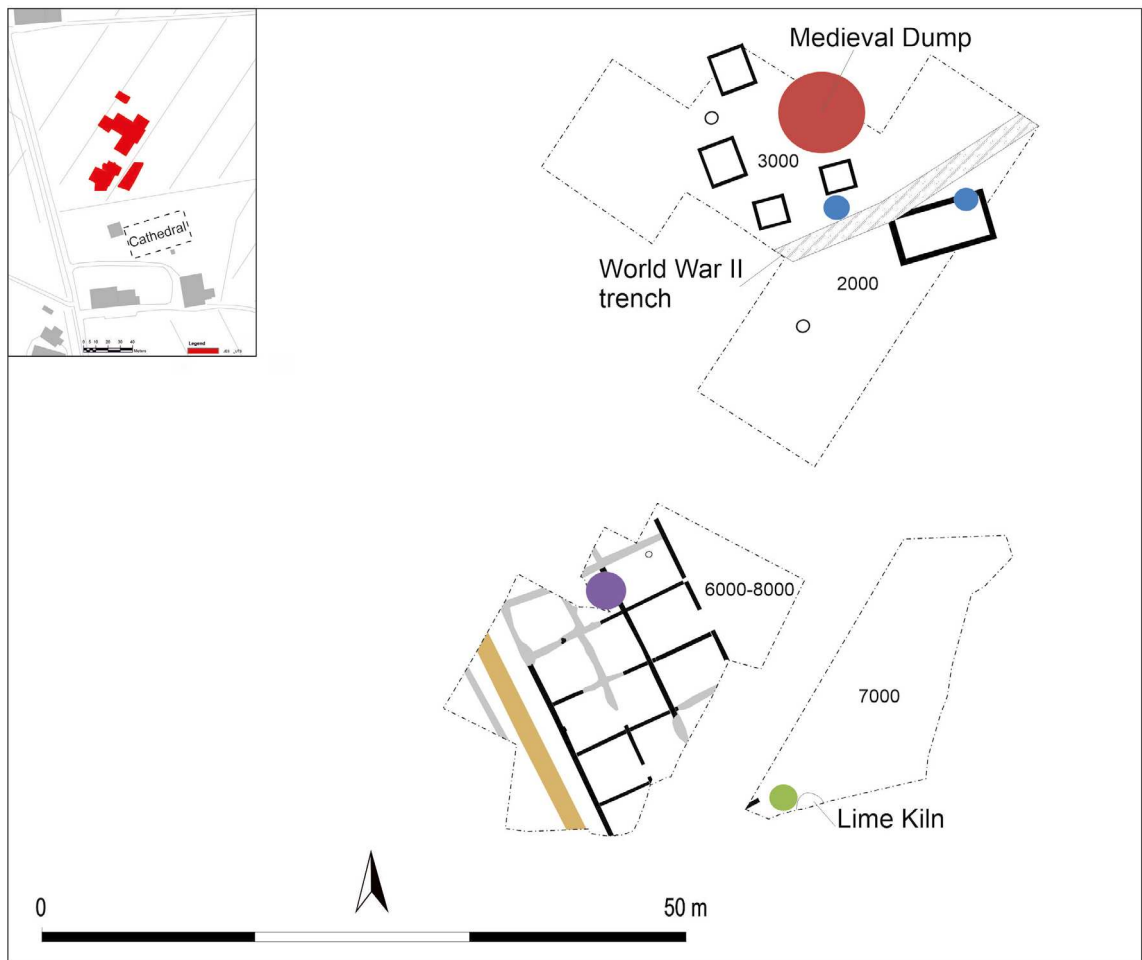 Medieval Dump
3000
World War II
trench
2000
Cathedral
Legend
Meters
6000-8000
7000
Lime Kiln
0
50 m